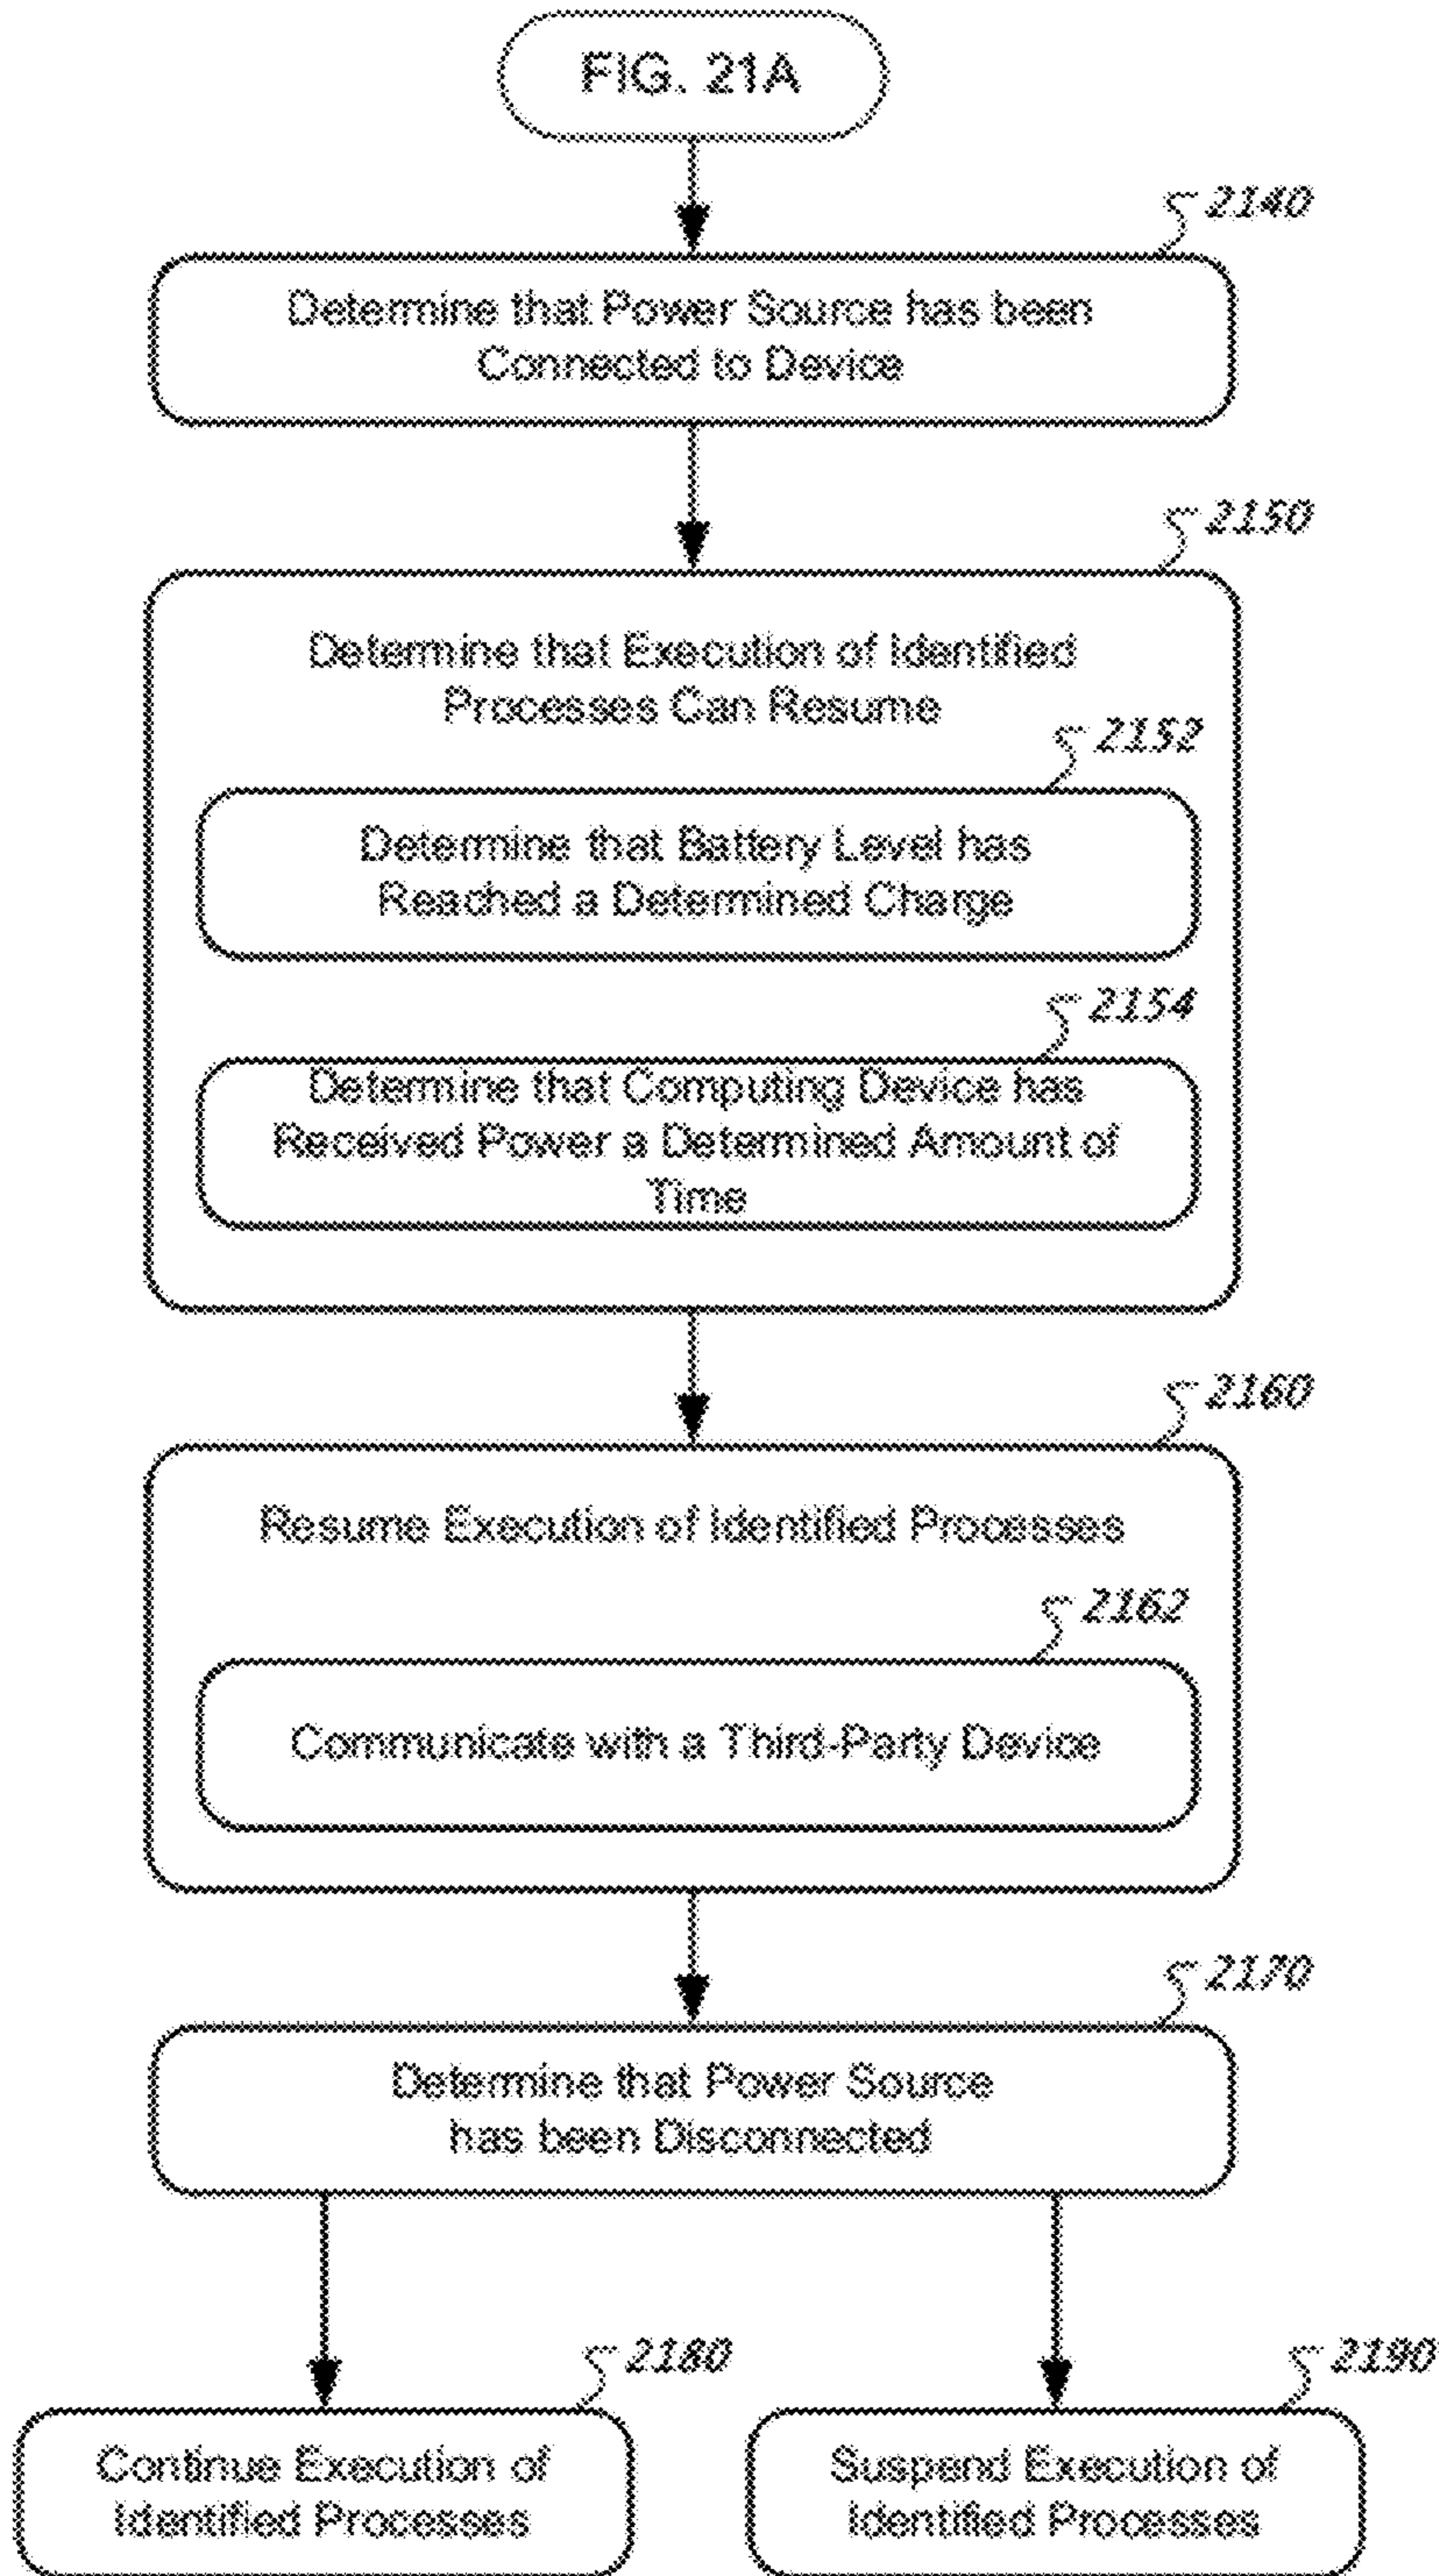 FIG. 21A
2140
Determine that Power Source has been
Connected to Device
2150
Determine that Execution of Identified
Processes Can Resume
2152
Determine that Battery Level has
Reached a Determined Charge
2154
Determine that Computing Device has
Received Power a Determined Amount of
Time
2160
Resume Execution of Identified Processes
2162
Communicate with a Third-Party Device
2170
Determine that Power Source
has been Disconnected
2180
Continue Execution of
Identified Processes
2190
Suspend Execution of
Identified Processes